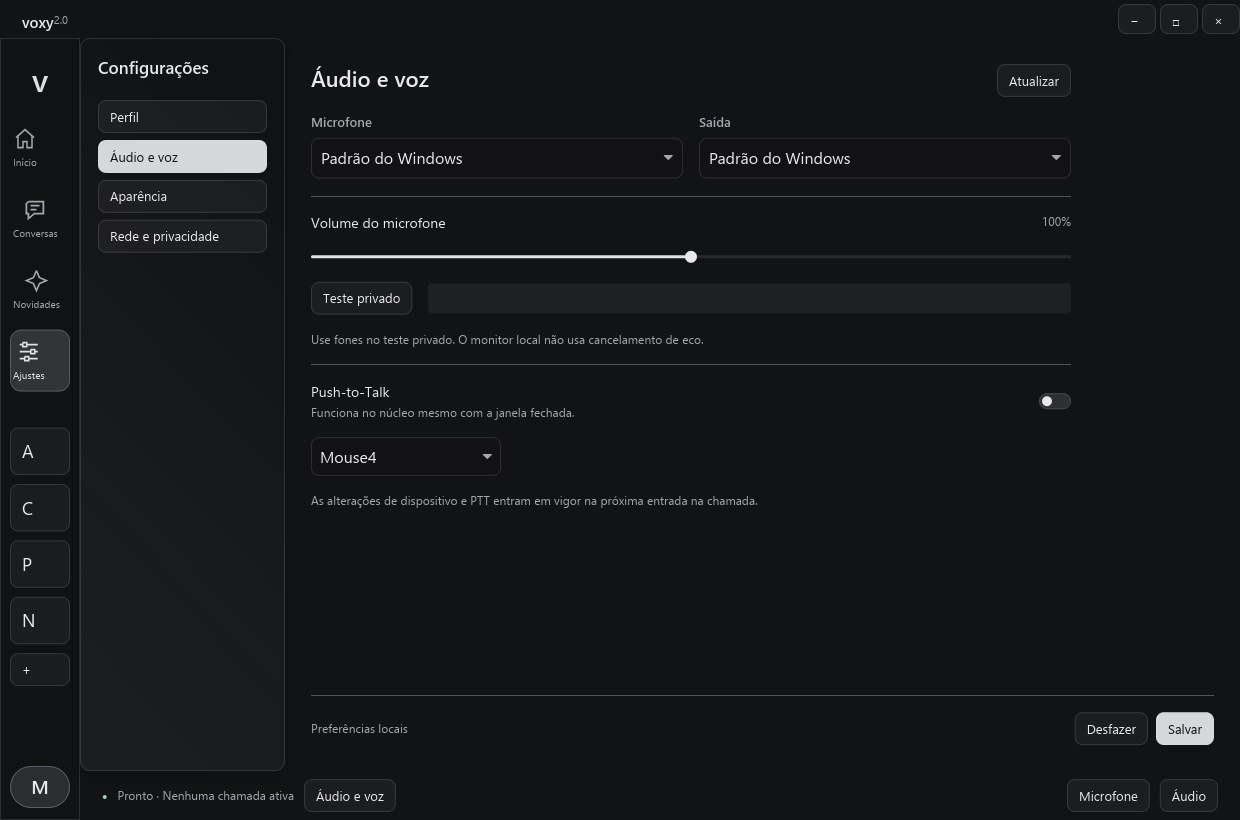 voxy2.0
V
Início
Conversas
Novidades
Ajustes
A
C
P
N
+
M
Configurações
Perfil
Áudio e voz
Aparência
Rede e privacidade
Áudio e voz
Atualizar
Microfone
Saída
Padrão do Windows
Padrão do Windows
Volume do microfone
100%
Teste privado
Use fones no teste privado. O monitor local não usa cancelamento de eco.
Push-to-Talk
Funciona no núcleo mesmo com a janela fechada.
Mouse4
As alterações de dispositivo e PTT entram em vigor na próxima entrada na chamada.
Preferências locais
Desfazer
Salvar
Pronto · Nenhuma chamada ativa
Áudio e voz
Microfone
Áudio